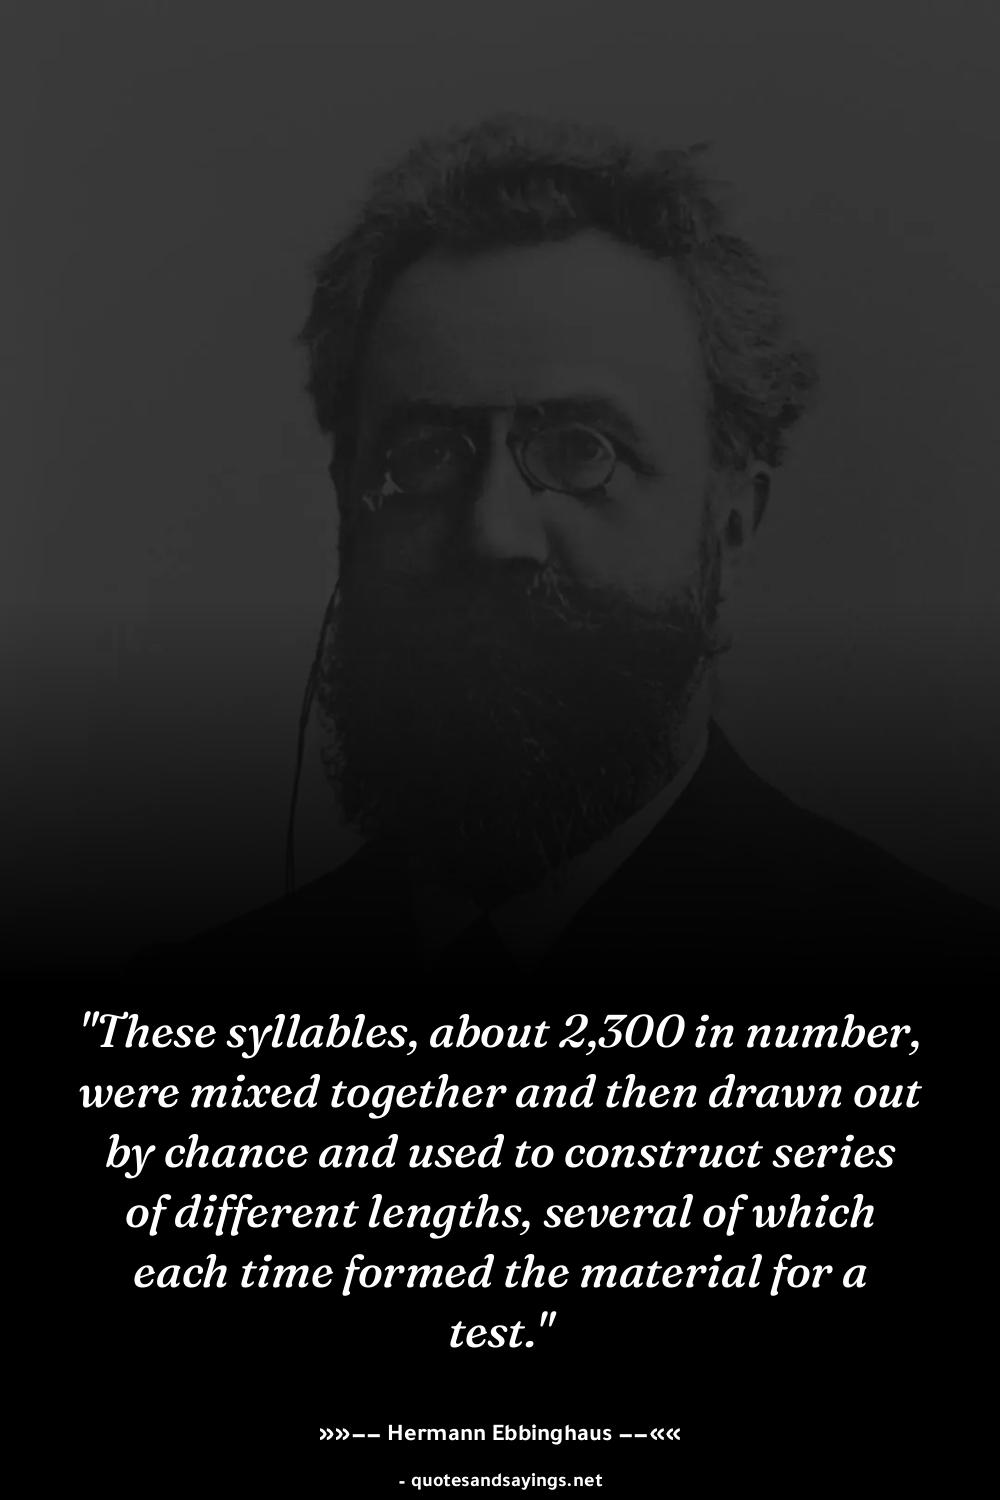 "These syllables, about 2,300 in number,
were mixed together and then drawn out
by chance and used to construct series
of different lengths, several of which
each time formed the material for a
test."
»»–– Hermann Ebbinghaus ––««
- quotesandsayings.net